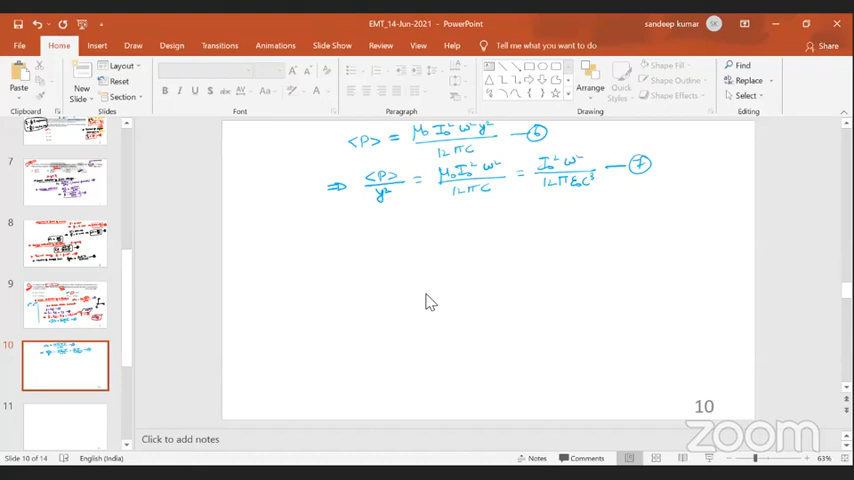 EMT_14-Jun-2021 - PowerPoint
sandeep kumar SK
File Home Insert Draw Design Transitions Animations Slide Show Review View Help Tell me what you want to do Share
Paste New Slide Layout Reset Section
B I U S ab AV Aa A
Arrange Quick Styles Shape Fill Shape Outline Shape Effects
Find Replace Select
Clipboard Slides Font Paragraph Drawing Editing
<P> = μ₀ I₀² ω² y² / 12πc —⑥
⇒ <P> / y² = μ₀ I₀² ω² / 12πc = I₀² ω² / 12πε₀c³ —⑦
7
8
9
10
11
10
zoom
Click to add notes
Slide 10 of 14 English (India) Notes Comments 63%